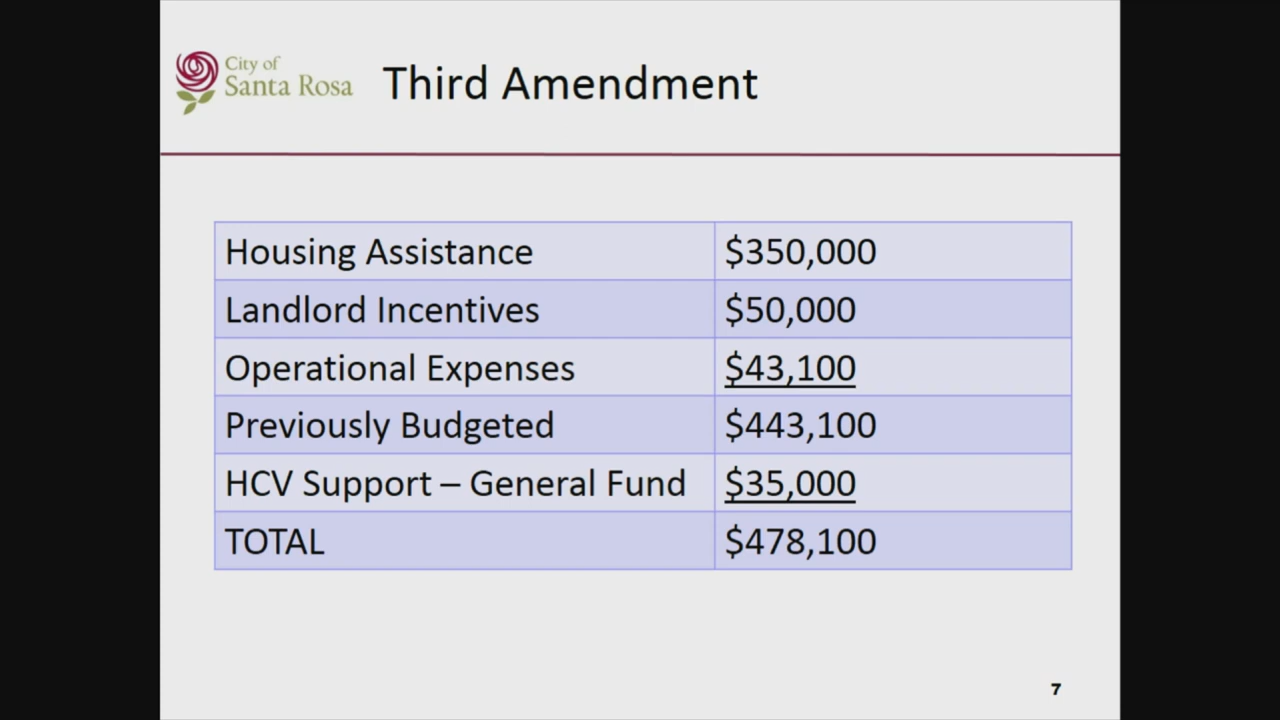 City of
Santa Rosa
Third Amendment
Housing Assistance $350,000
Landlord Incentives $50,000
Operational Expenses $43,100
Previously Budgeted $443,100
HCV Support – General Fund $35,000
TOTAL $478,100
7